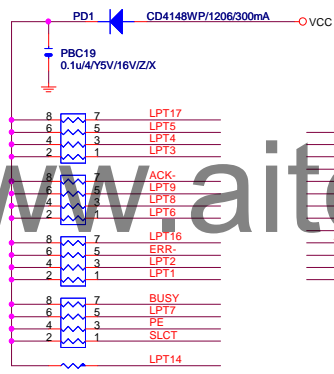 PD1 CD4148WP/1206/300mA VCC
PBC19
0.1u/4/Y5V/16V/Z/X
8 7 LPT17
6 5 LPT5
4 3 LPT4
2 1 LPT3
8 7 ACK-
6 5 LPT9
4 3 LPT8
2 1 LPT6
ww.aite
8 7 LPT16
6 5 ERR-
4 3 LPT2
2 1 LPT1
8 7 BUSY
6 5 LPT7
4 3 PE
2 1 SLCT
LPT14